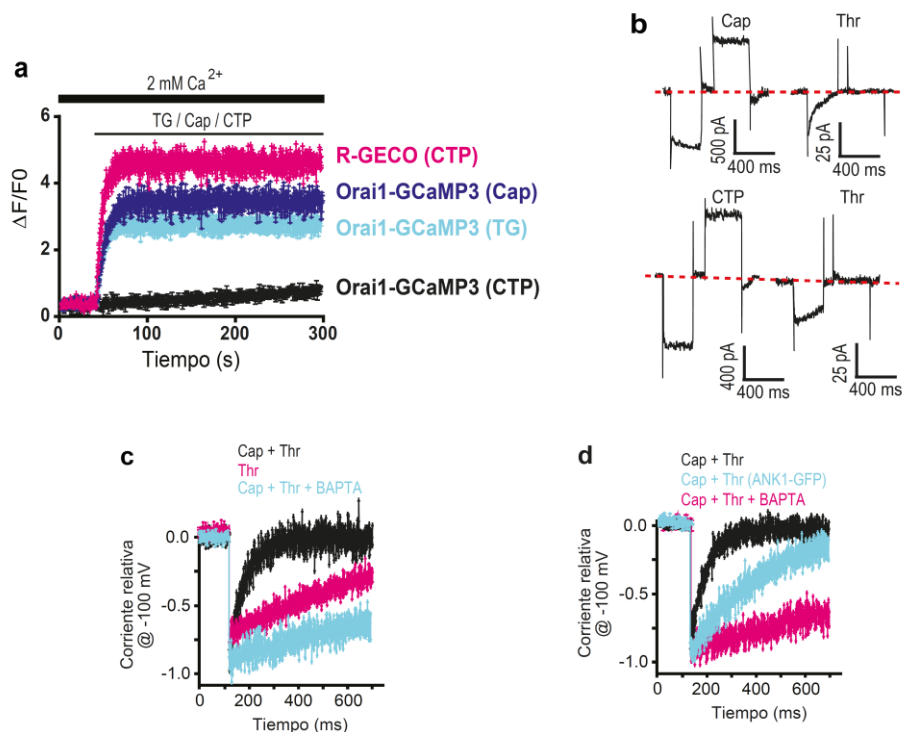 a
2 mM Ca2+
TG / Cap / CTP
6
4
2
0
ΔF/F0
0
100
200
300
Tiempo (s)
R-GECO (CTP)
Orai1-GCaMP3 (Cap)
Orai1-GCaMP3 (TG)
Orai1-GCaMP3 (CTP)
b
Cap
Thr
500 pA
400 ms
25 pA
400 ms
CTP
Thr
400 pA
400 ms
25 pA
400 ms
c
Cap + Thr
Thr
Cap + Thr + BAPTA
0.0
-0.5
-1.0
Corriente relativa
@ -100 mV
0
200
400
600
Tiempo (ms)
d
Cap + Thr
Cap + Thr (ANK1-GFP)
Cap + Thr + BAPTA
0.0
-0.5
-1.0
Corriente relativa
@ -100 mV
0
200
400
600
Tiempo (ms)